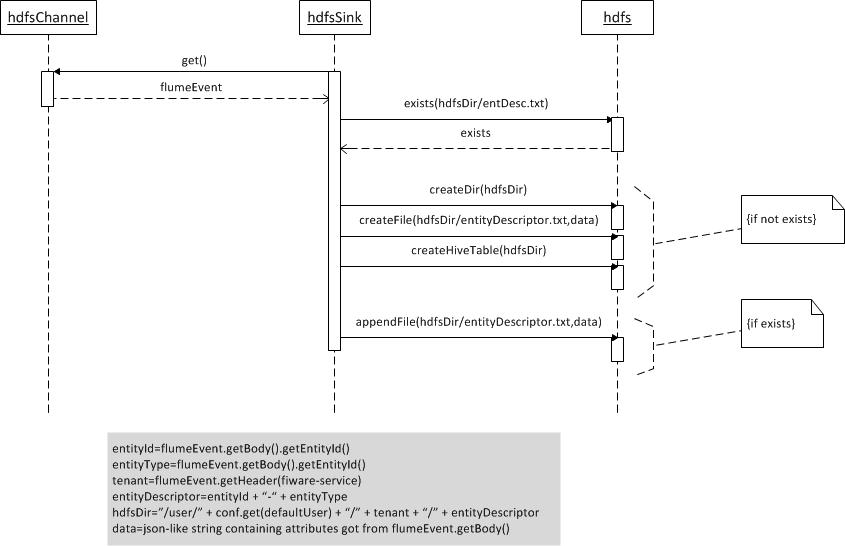 hdfsChannel
hdfsSink
hdfs
get()
flumeEvent
exists(hdfsDir/entDesc.txt)
exists
createDir(hdfsDir)
createFile(hdfsDir/entityDescriptor.txt,data)
{if not exists}
createHiveTable(hdfsDir)
appendFile(hdfsDir/entityDescriptor.txt,data)
{if exists}
entityId=flumeEvent.getBody().getEntityId()
entityType=flumeEvent.getBody().getEntityId()
tenant=flumeEvent.getHeader(fiware-service)
entityDescriptor=entityId + “-“ + entityType
hdfsDir=”/user/” + conf.get(defaultUser) + “/” + tenant + “/” + entityDescriptor
data=json-like string containing attributes got from flumeEvent.getBody()